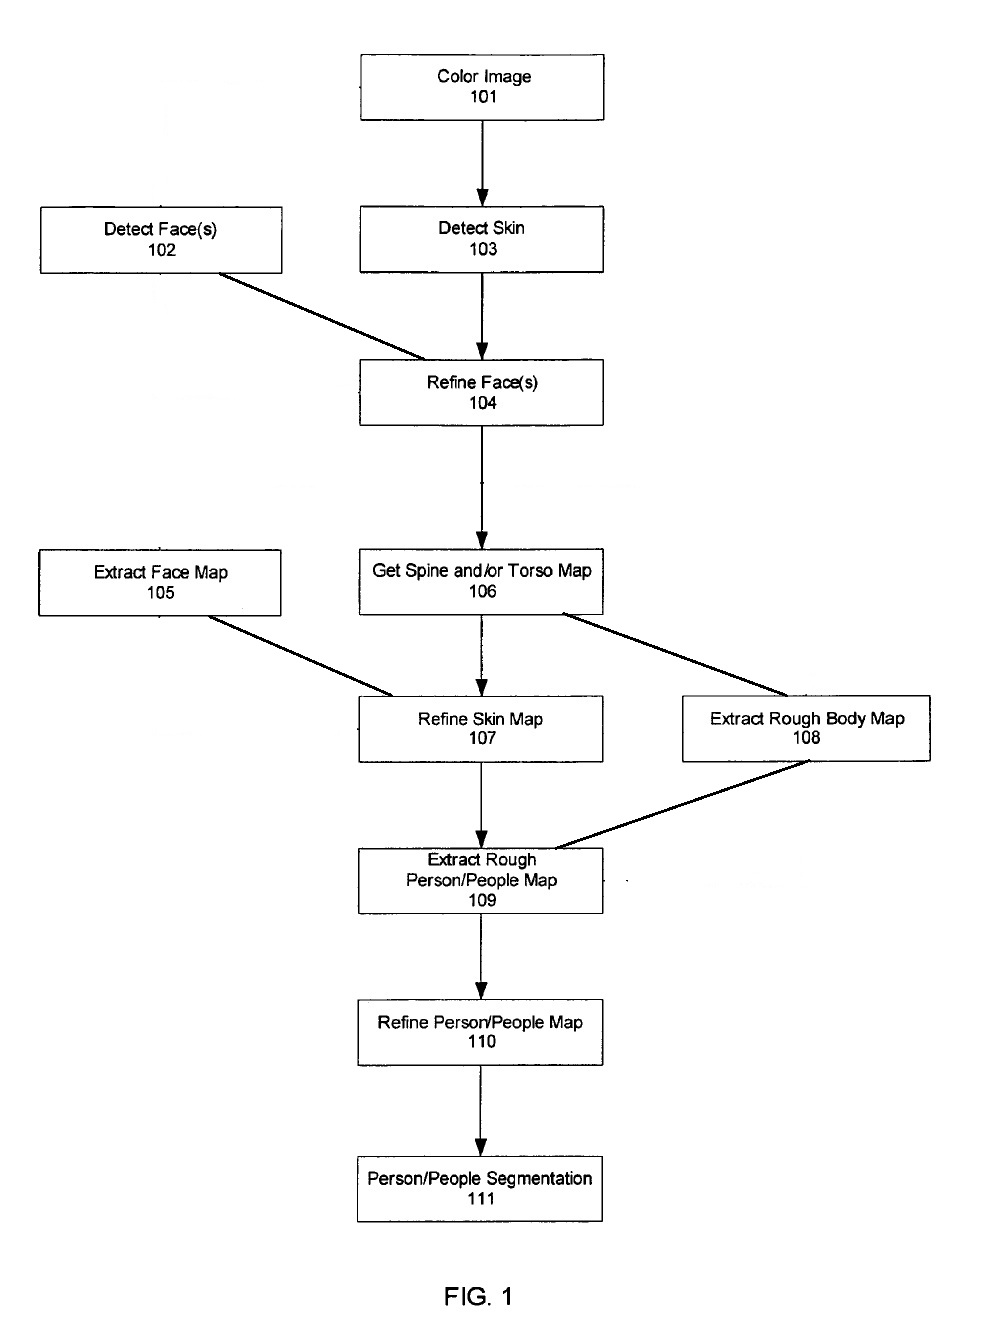 Color Image
101
Detect Face(s)
102
Detect Skin
103
Refine Face(s)
104
Extract Face Map
105
Get Spine and/or Torso Map
106
Refine Skin Map
107
Extract Rough Body Map
108
Extract Rough
Person/People Map
109
Refine Person/People Map
110
Person/People Segmentation
111
FIG. 1